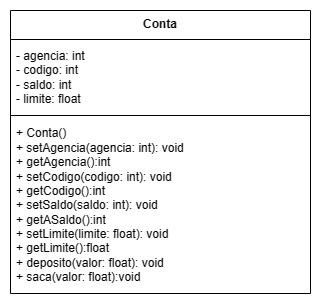 Conta
- agencia: int
- codigo: int
- saldo: int
- limite: float
+ Conta()
+ setAgencia(agencia: int): void
+ getAgencia():int
+ setCodigo(codigo: int): void
+ getCodigo():int
+ setSaldo(saldo: int): void
+ getASaldo():int
+ setLimite(limite: float): void
+ getLimite():float
+ deposito(valor: float): void
+ saca(valor: float):void